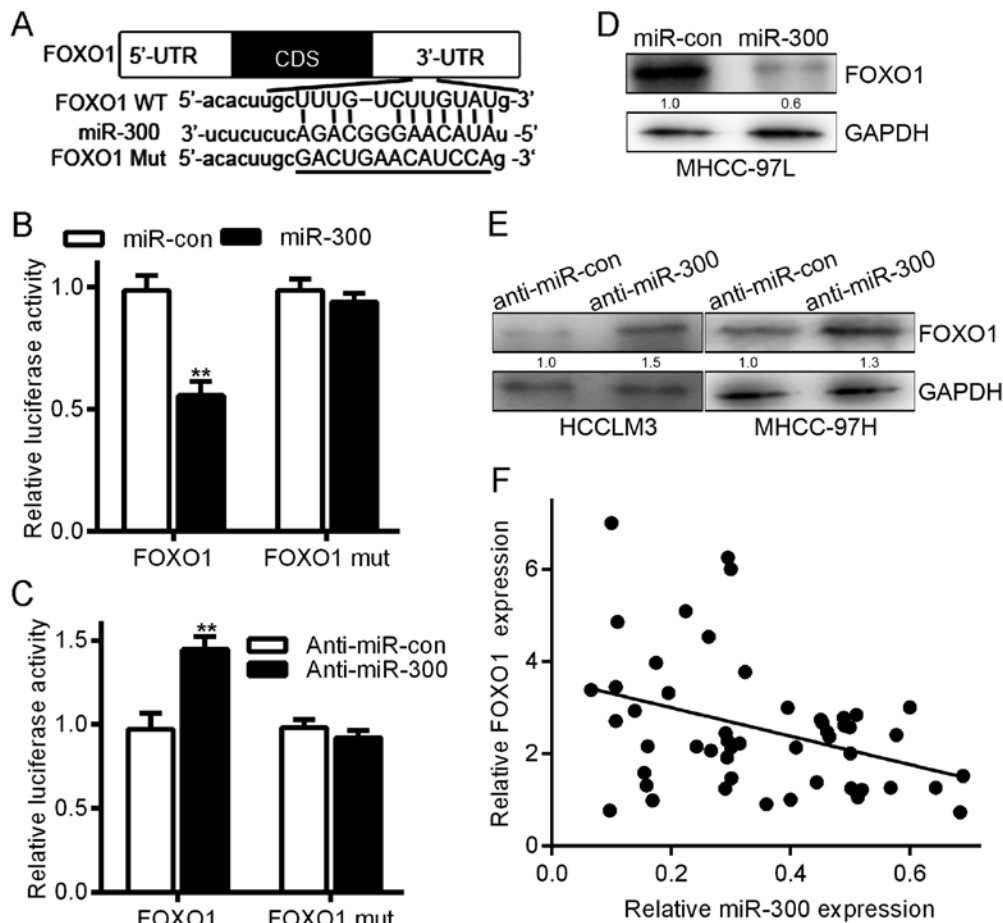 A
FOXO1 5'-UTR CDS 3'-UTR
FOXO1 WT 5'-acacuugcUUUG-UCUUGUAUg-3'
miR-300 3'-ucucucucAGACGGGAACAUAu -5'
FOXO1 Mut 5'-acacuugcGACUGAACAUCCAg -3'
B
miR-con miR-300
Relative luciferase activity
1.0
0.5
0.0
**
FOXO1 FOXO1 mut
C
Relative luciferase activity
1.5
1.0
0.5
0.0
**
Anti-miR-con
Anti-miR-300
FOXO1 FOXO1 mut
D
miR-con miR-300
FOXO1
1.0 0.6
GAPDH
MHCC-97L
E
anti-miR-con anti-miR-300 anti-miR-con anti-miR-300
FOXO1
1.0 1.5 1.0 1.3
GAPDH
HCCLM3 MHCC-97H
F
Relative FOXO1 expression
6
4
2
0
0.0 0.2 0.4 0.6
Relative miR-300 expression